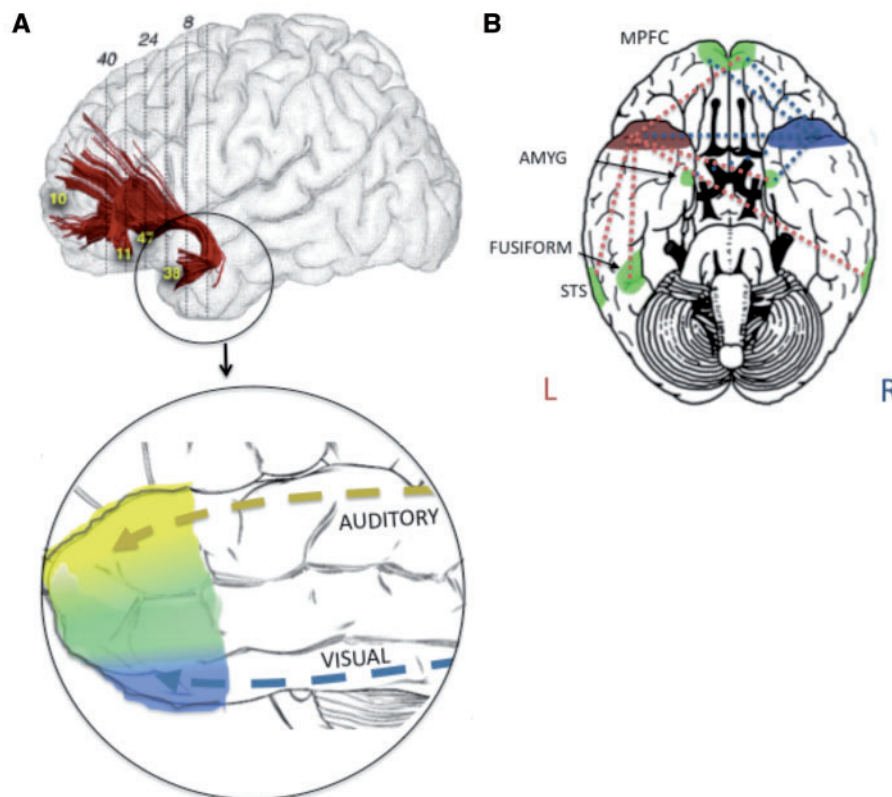 A
8
24
40
10
47
11
38
AUDITORY
VISUAL
B
MPFC
AMYG
FUSIFORM
STS
L
R